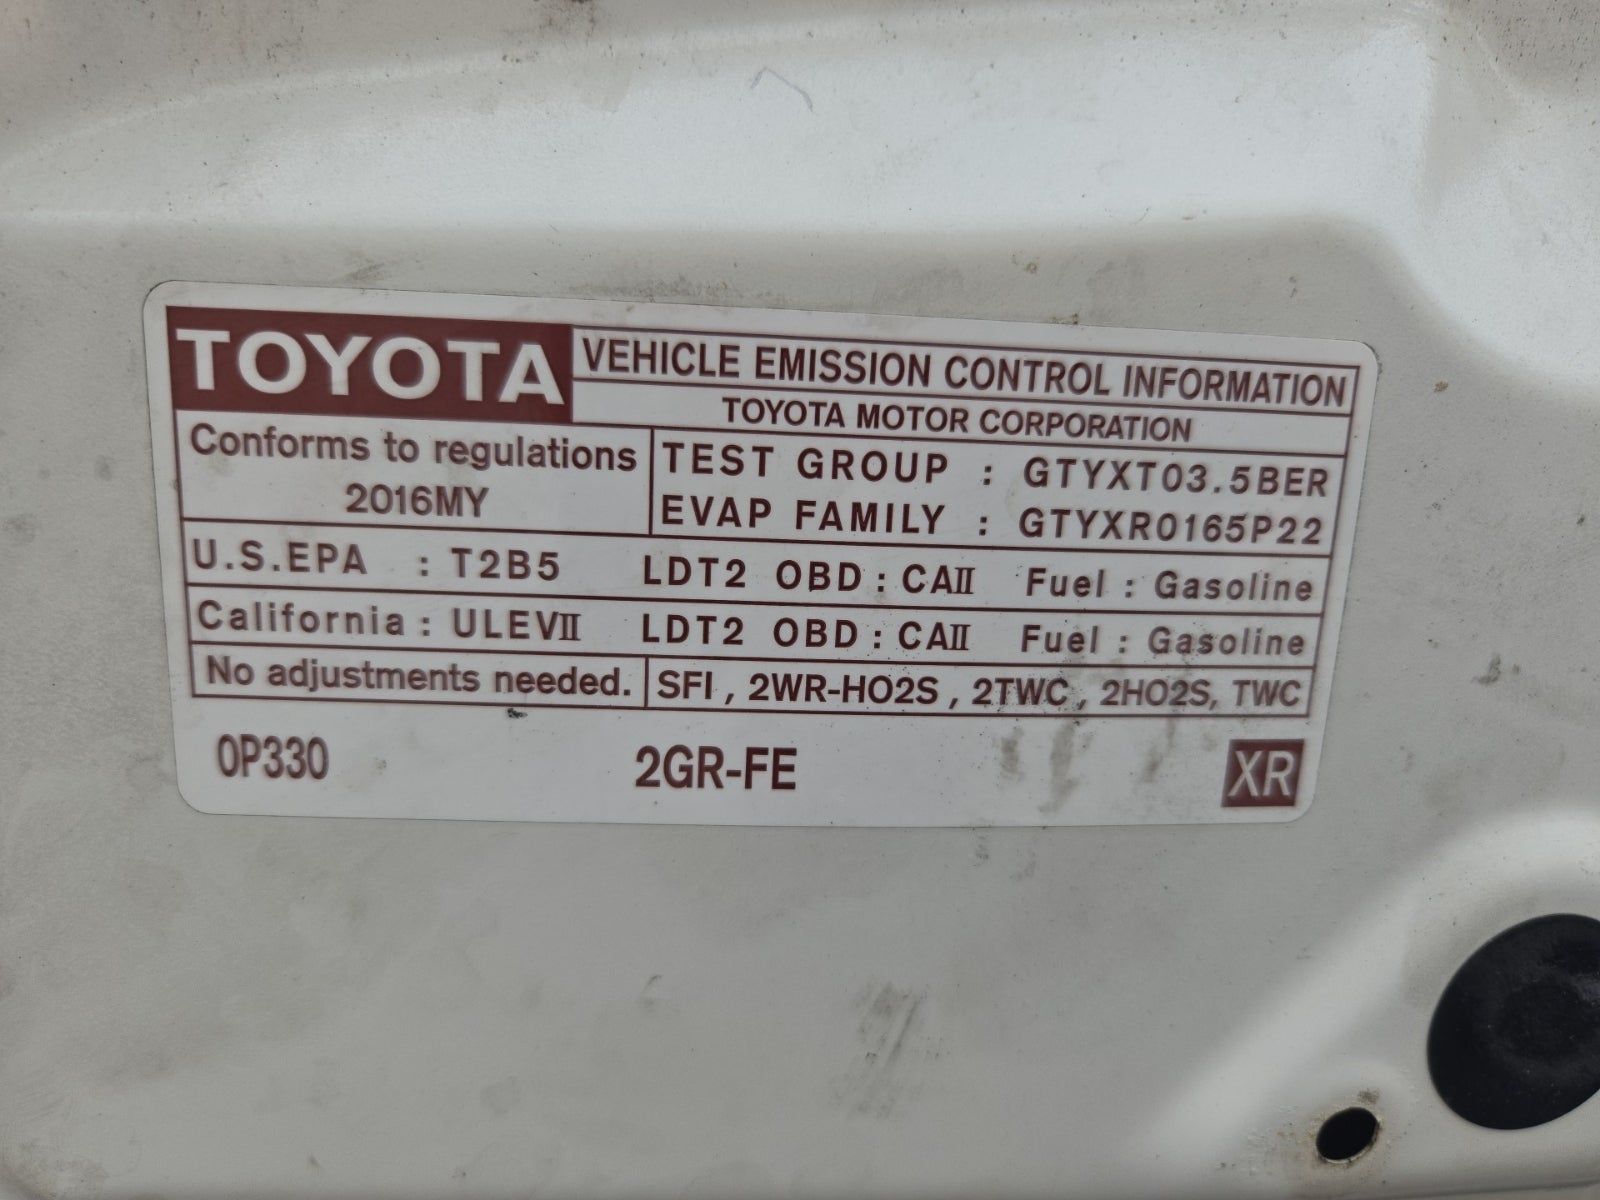 TOYOTA VEHICLE EMISSION CONTROL INFORMATION
TOYOTA MOTOR CORPORATION
Conforms to regulations
2016MY
TEST GROUP : GTYXT03.5BER
EVAP FAMILY : GTYXR0165P22
U.S.EPA : T2B5 LDT2 OBD : CAII Fuel : Gasoline
California : ULEVII LDT2 OBD : CAII Fuel : Gasoline
No adjustments needed. SFI , 2WR-HO2S , 2TWC , 2HO2S, TWC
0P330 2GR-FE XR